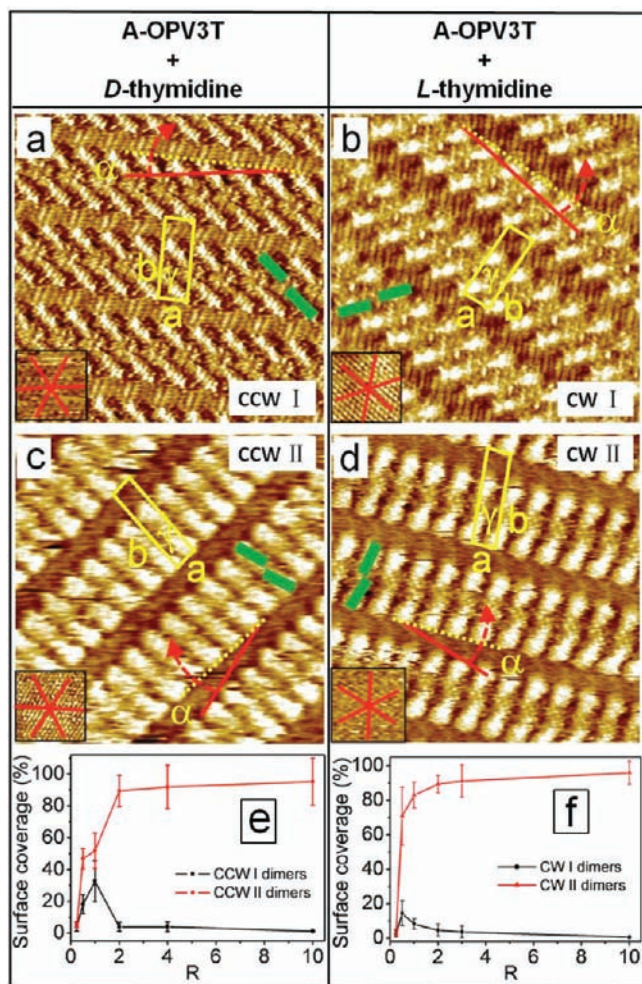 A-OPV3T
+
D-thymidine
A-OPV3T
+
L-thymidine
a
α
b γ
a
CCW I
b
α
γ
a b
CW I
c
CCW II
b γ
a
α
d
CW II
γ b
a
α
Surface coverage (%)
100
80
60
40
20
0
e
CCW I dimers
CCW II dimers
0 2 4 6 8 10
R
Surface coverage (%)
100
80
60
40
20
0
f
CW I dimers
CW II dimers
0 2 4 6 8 10
R